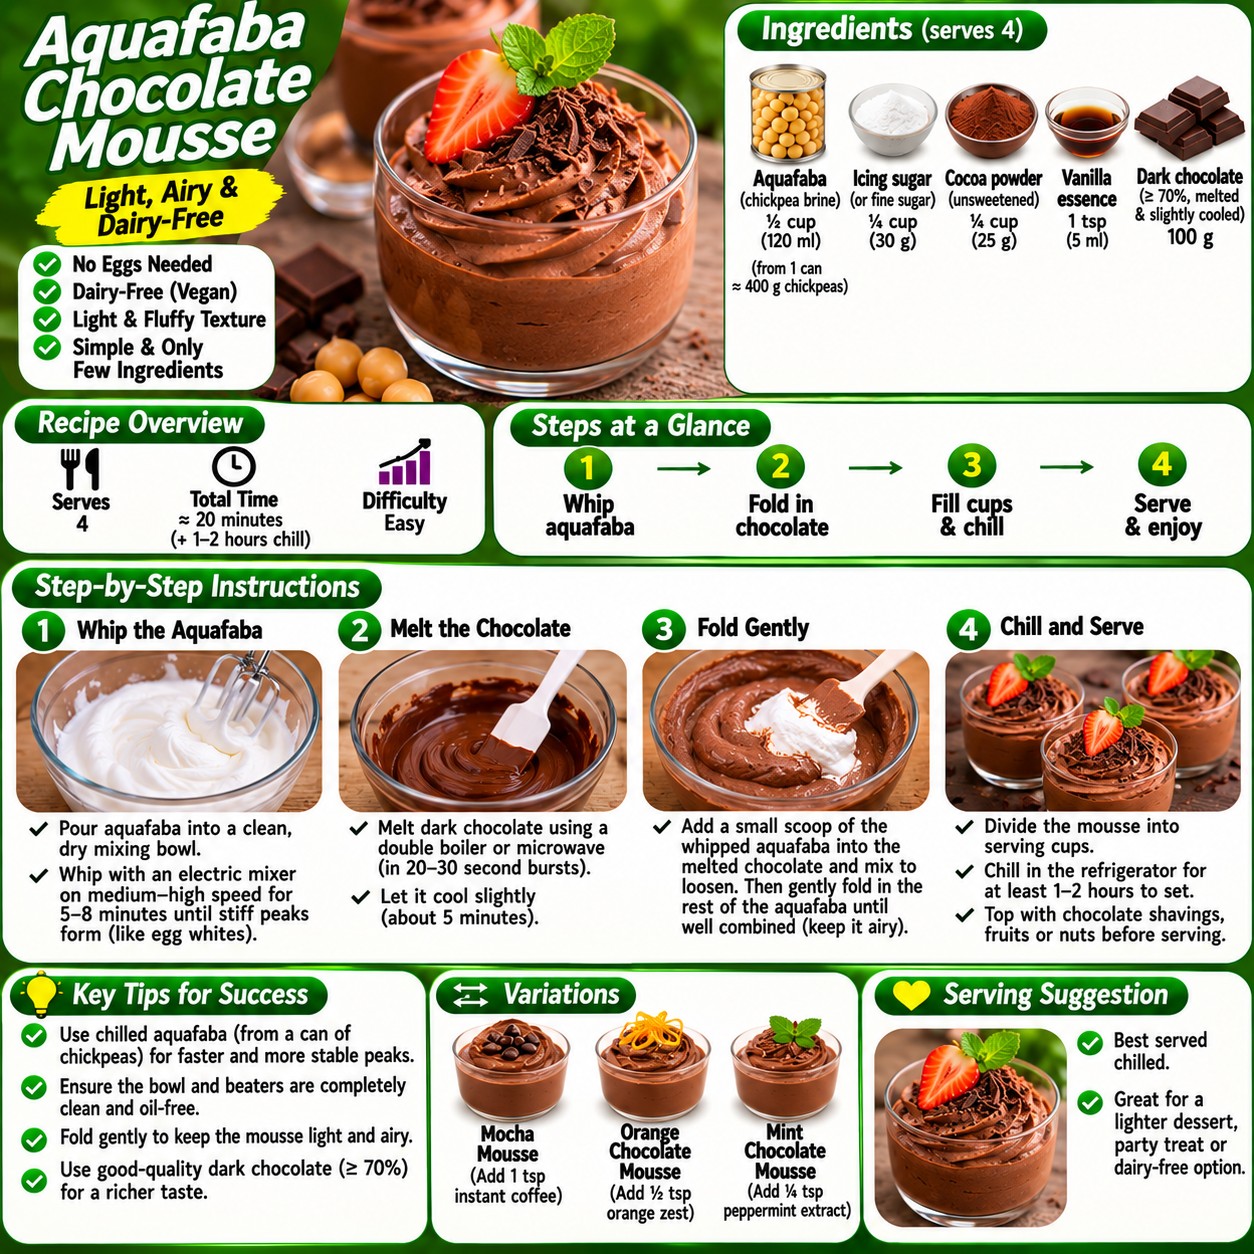 Aquafaba
Chocolate
Mousse
Light, Airy &
Dairy-Free
No Eggs Needed
Dairy-Free (Vegan)
Light & Fluffy Texture
Simple & Only
Few Ingredients
Ingredients (serves 4)
Aquafaba
(chickpea brine)
½ cup
(120 ml)
(from 1 can
≈ 400 g chickpeas)
Icing sugar
(or fine sugar)
¼ cup
(30 g)
Cocoa powder
(unsweetened)
¼ cup
(25 g)
Vanilla
essence
1 tsp
(5 ml)
Dark chocolate
(≥ 70%, melted
& slightly cooled)
100 g
Recipe Overview
Serves
4
Total Time
≈ 20 minutes
(+ 1–2 hours chill)
Difficulty
Easy
Steps at a Glance
1
Whip
aquafaba
2
Fold in
chocolate
3
Fill cups
& chill
4
Serve
& enjoy
Step-by-Step Instructions
1 Whip the Aquafaba
Pour aquafaba into a clean,
dry mixing bowl.
Whip with an electric mixer
on medium–high speed for
5–8 minutes until stiff peaks
form (like egg whites).
2 Melt the Chocolate
Melt dark chocolate using a
double boiler or microwave
(in 20–30 second bursts).
Let it cool slightly
(about 5 minutes).
3 Fold Gently
Add a small scoop of the
whipped aquafaba into the
melted chocolate and mix to
loosen. Then gently fold in the
rest of the aquafaba until
well combined (keep it airy).
4 Chill and Serve
Divide the mousse into
serving cups.
Chill in the refrigerator for
at least 1–2 hours to set.
Top with chocolate shavings,
fruits or nuts before serving.
Key Tips for Success
Use chilled aquafaba (from a can of
chickpeas) for faster and more stable peaks.
Ensure the bowl and beaters are completely
clean and oil-free.
Fold gently to keep the mousse light and airy.
Use good-quality dark chocolate (≥ 70%)
for a richer taste.
Variations
Mocha
Mousse
(Add 1 tsp
instant coffee)
Orange
Chocolate
Mousse
(Add ½ tsp
orange zest)
Mint
Chocolate
Mousse
(Add ¼ tsp
peppermint extract)
Serving Suggestion
Best served
chilled.
Great for a
lighter dessert,
party treat or
dairy-free option.